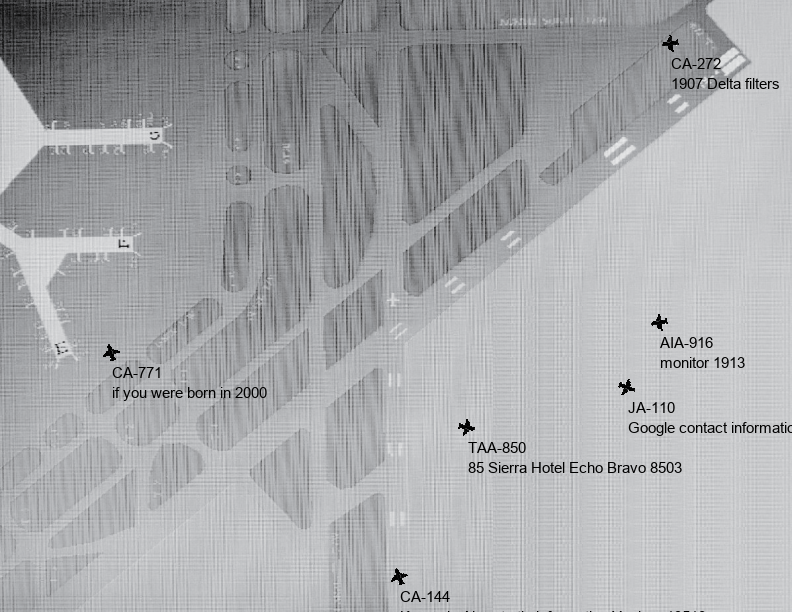 CA-272
1907 Delta filters
AIA-916
monitor 1913
CA-771
if you were born in 2000
JA-110
Google contact informatio
TAA-850
85 Sierra Hotel Echo Bravo 8503
CA-144